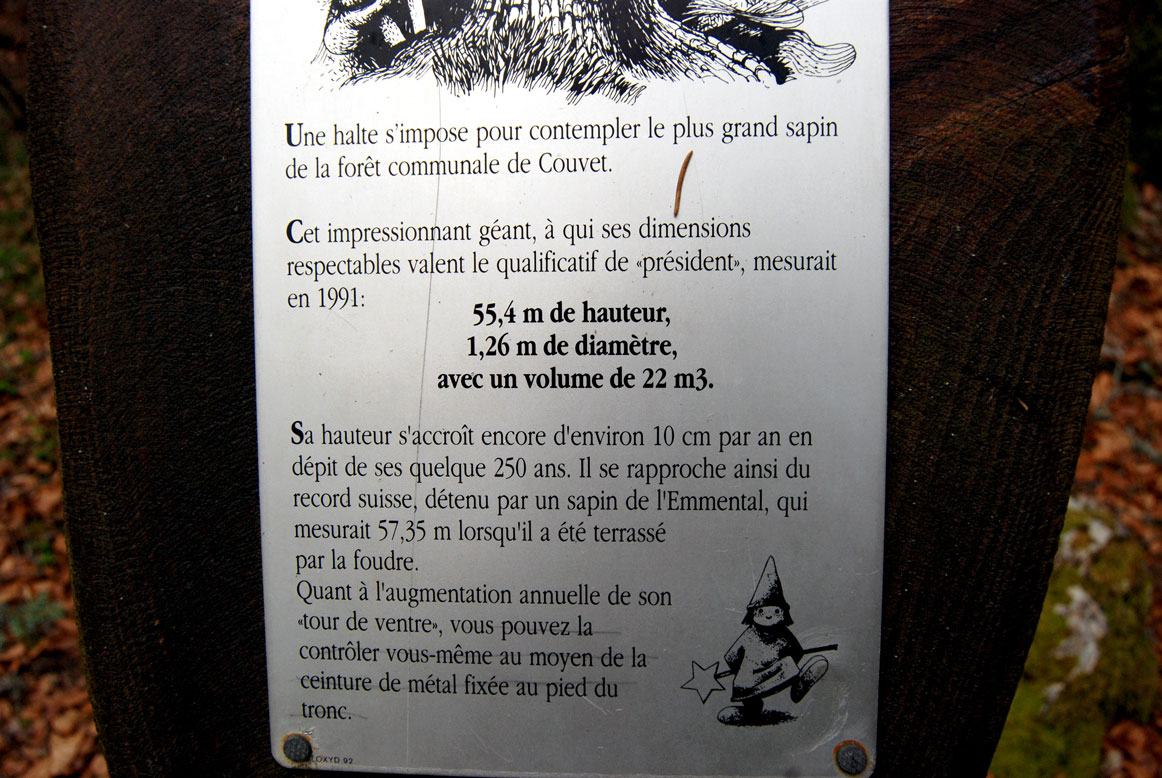 Une halte s'impose pour contempler le plus grand sapin
de la forêt communale de Couvet.
Cet impressionnant géant, à qui ses dimensions
respectables valent le qualificatif de «président», mesurait
en 1991:
55,4 m de hauteur,
1,26 m de diamètre,
avec un volume de 22 m3.
Sa hauteur s'accroît encore d'environ 10 cm par an en
dépit de ses quelque 250 ans. Il se rapproche ainsi du
record suisse, détenu par un sapin de l'Emmental, qui
mesurait 57,35 m lorsqu'il a été terrassé
par la foudre.
Quant à l'augmentation annuelle de son
«tour de ventre», vous pouvez la
contrôler vous-même au moyen de la
ceinture de métal fixée au pied du
tronc.
92